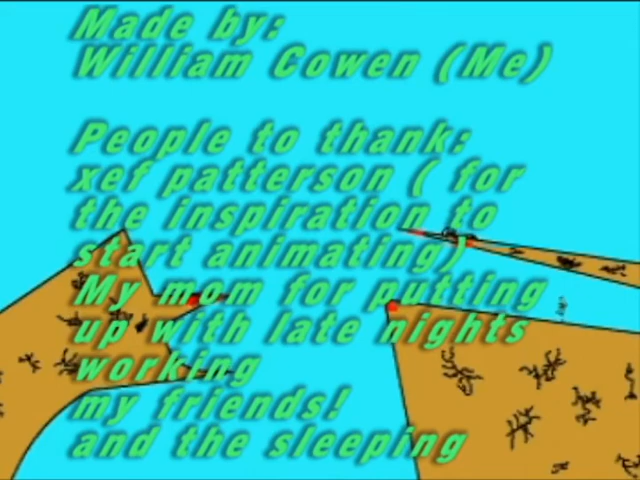 Made by:
William Cowen (Me)
People to thank:
xef patterson ( for
the inspiration to
start animating)
My mom for putting
up with late nights
working
my friends!
and the sleeping